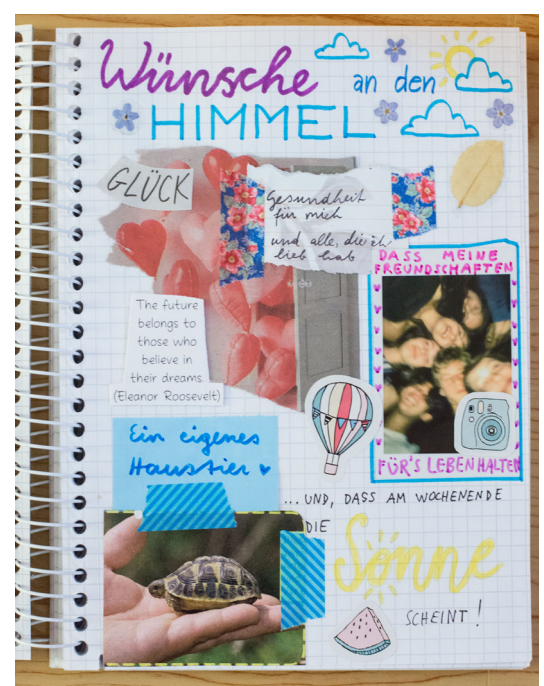 Wünsche
an den
HIMMEL
GLÜCK
Gesundheit
für mich
und alle, die ich
lieb hab
DASS MEINE
FREUNDSCHAFTEN
FÜR'S LEBEN HALTEN
The future
belongs to
those who
believe in
their dreams
(Eleanor Roosevelt)
Ein eigenes
Haustier
...UND, DASS AM WOCHENENDE
DIE
Sonne
SCHEINT!